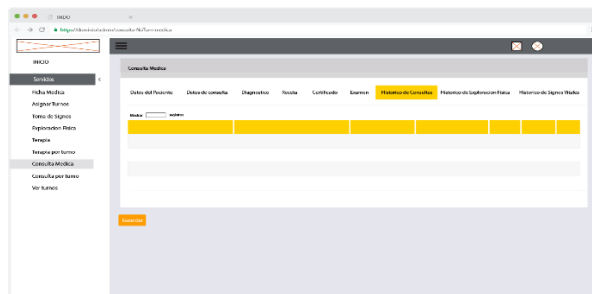 INICIO
INICIO
Servicios
Ficha Medica
Asignar Turnos
Toma de Signos
Exploracion Fisica
Terapia
Terapia por turno
Consulta Medica
Consulta por turno
Ver turnos
Consulta Medica
Datos del Paciente Datos de consulta Diagnostico Receta Certificado Examen Historico de Consultas Historico de Exploracion Fisica Historico de Signos Vitales
Mostrar registros
Guardar